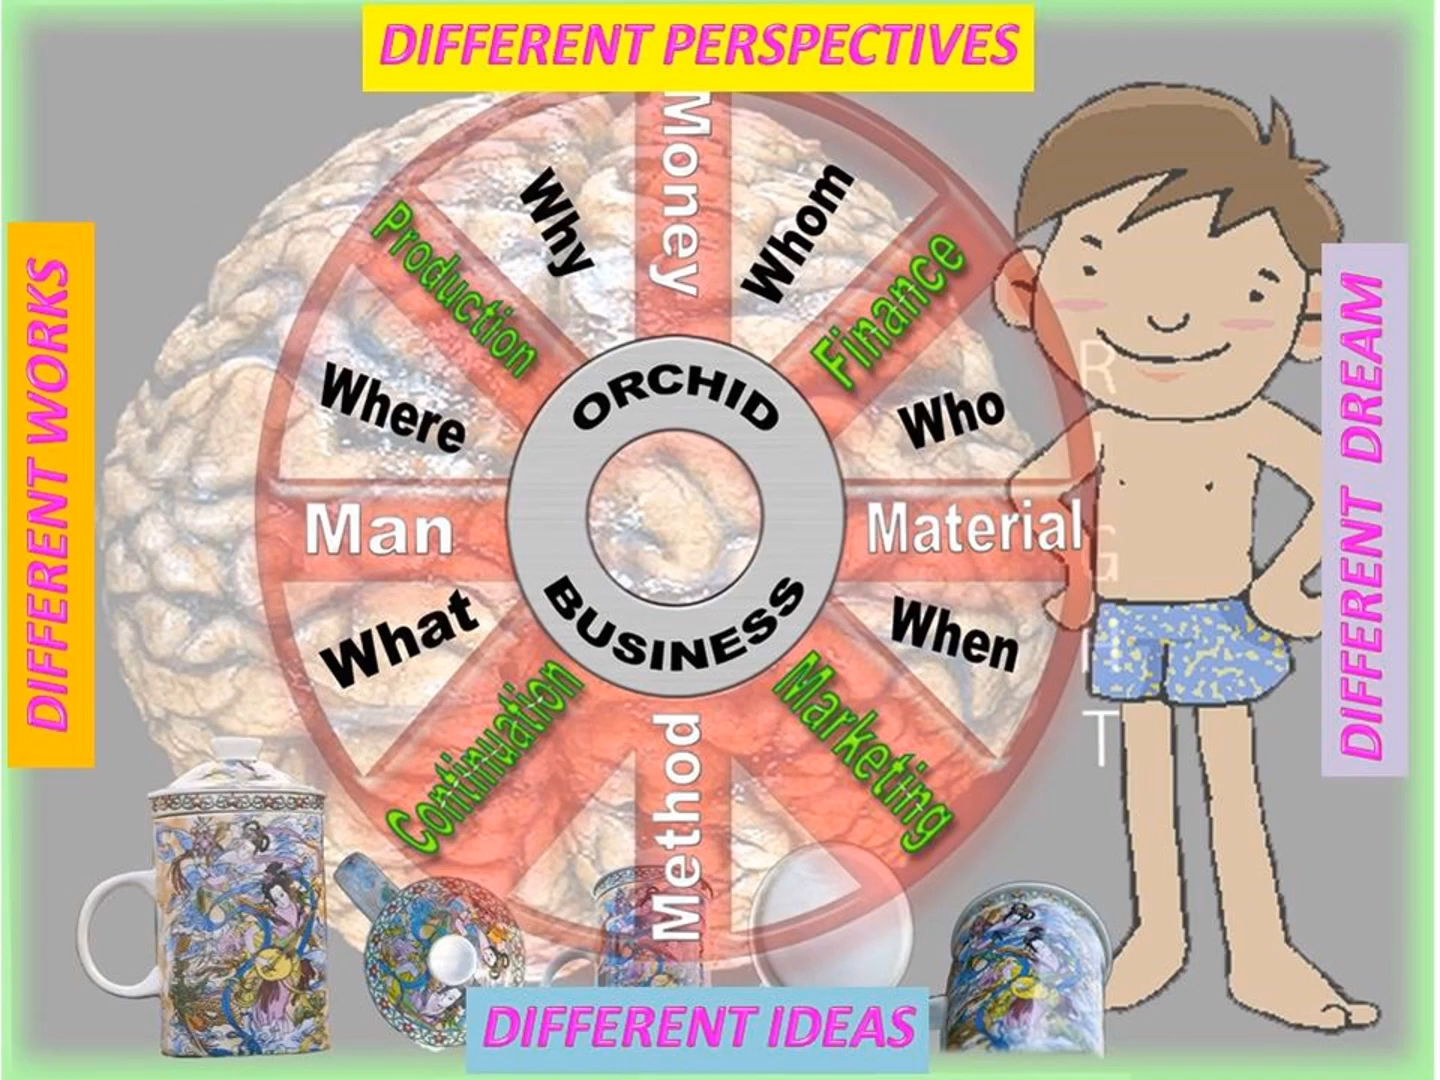 DIFFERENT PERSPECTIVES
DIFFERENT WORKS
DIFFERENT DREAM
Money
Why
Whom
Production
Finance
Where
Who
ORCHID
BUSINESS
Man
Material
What
When
Continuation
Marketing
Method
R
G
T
DIFFERENT IDEAS